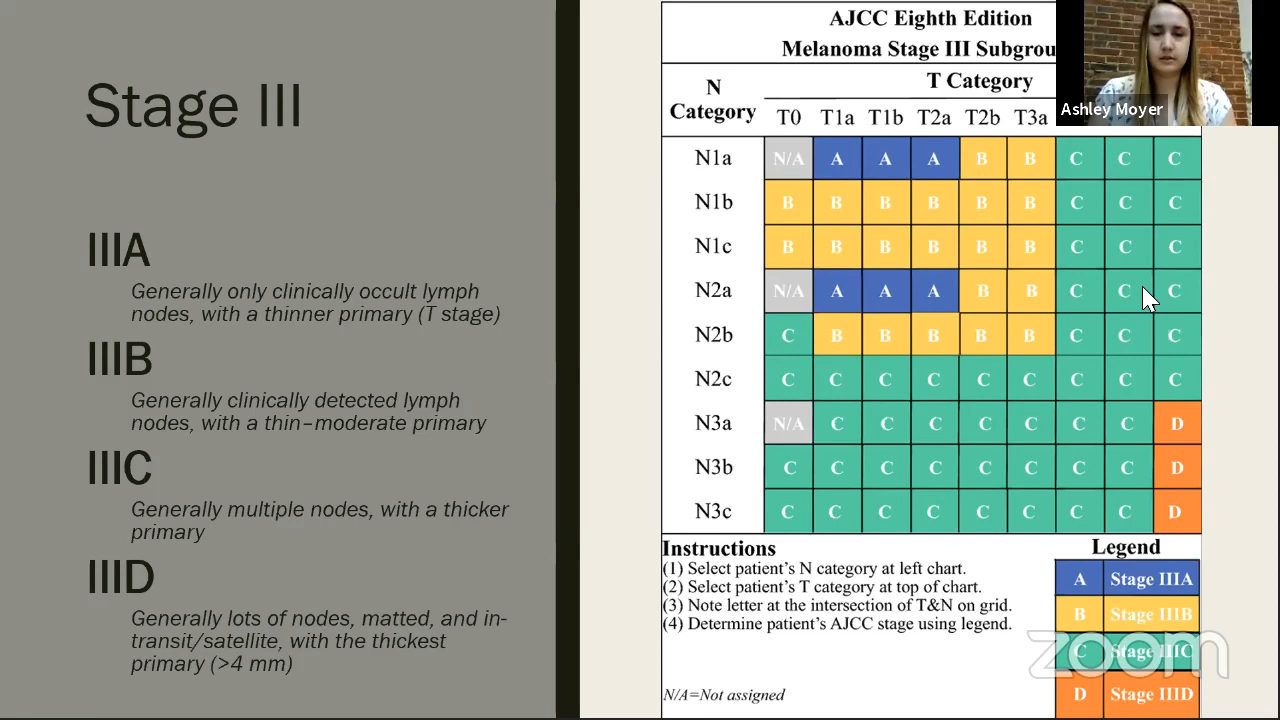 Stage III
IIIA
Generally only clinically occult lymph
nodes, with a thinner primary (T stage)
IIIB
Generally clinically detected lymph
nodes, with a thin–moderate primary
IIIC
Generally multiple nodes, with a thicker
primary
IIID
Generally lots of nodes, matted, and in-
transit/satellite, with the thickest
primary (>4 mm)
AJCC Eighth Edition
Melanoma Stage III Subgrou
N
Category
T Category
T0 T1a T1b T2a T2b T3a
N1a N/A A A A B B C C C
N1b B B B B B B C C C
N1c B B B B B B C C C
N2a N/A A A A B B C C C
N2b C B B B B B C C C
N2c C C C C C C C C C
N3a N/A C C C C C C C D
N3b C C C C C C C C D
N3c C C C C C C C C D
Instructions
(1) Select patient's N category at left chart.
(2) Select patient's T category at top of chart.
(3) Note letter at the intersection of T&N on grid.
(4) Determine patient's AJCC stage using legend.
N/A=Not assigned
Legend
A Stage IIIA
B Stage IIIB
C Stage IIIC
D Stage IIID
Ashley Moyer
zoom